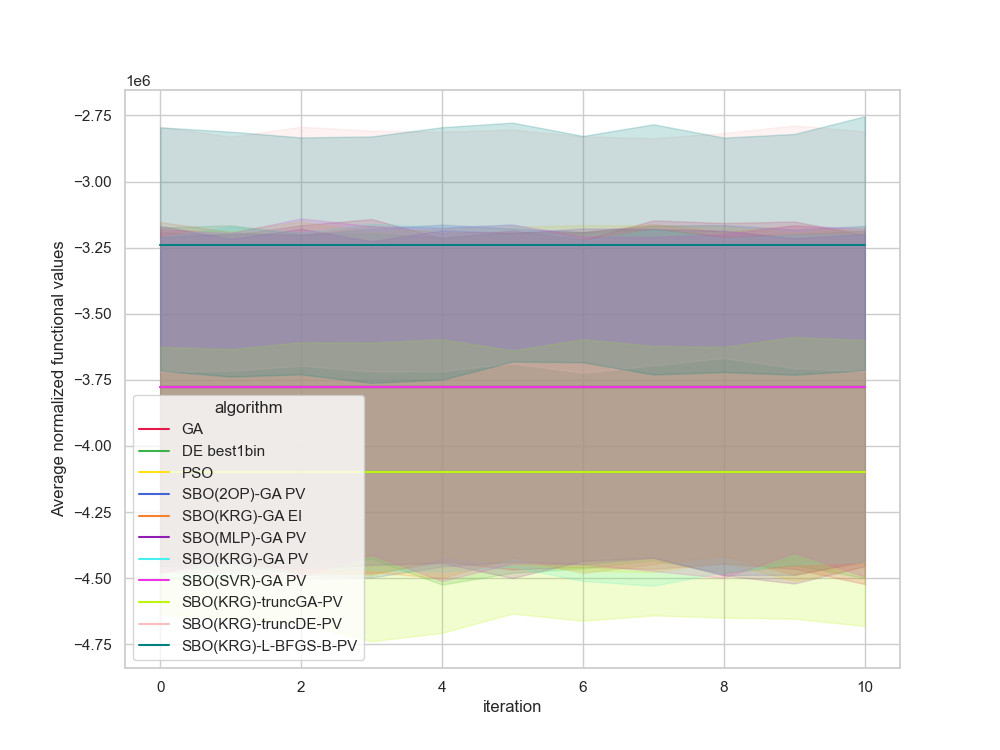 1e6
−2.75
−3.00
−3.25
−3.50
−3.75
−4.00
−4.25
−4.50
−4.75
Average normalized functional values
algorithm
GA
DE best1bin
PSO
SBO(2OP)-GA PV
SBO(KRG)-GA EI
SBO(MLP)-GA PV
SBO(KRG)-GA PV
SBO(SVR)-GA PV
SBO(KRG)-truncGA-PV
SBO(KRG)-truncDE-PV
SBO(KRG)-L-BFGS-B-PV
0 2 4 6 8 10
iteration